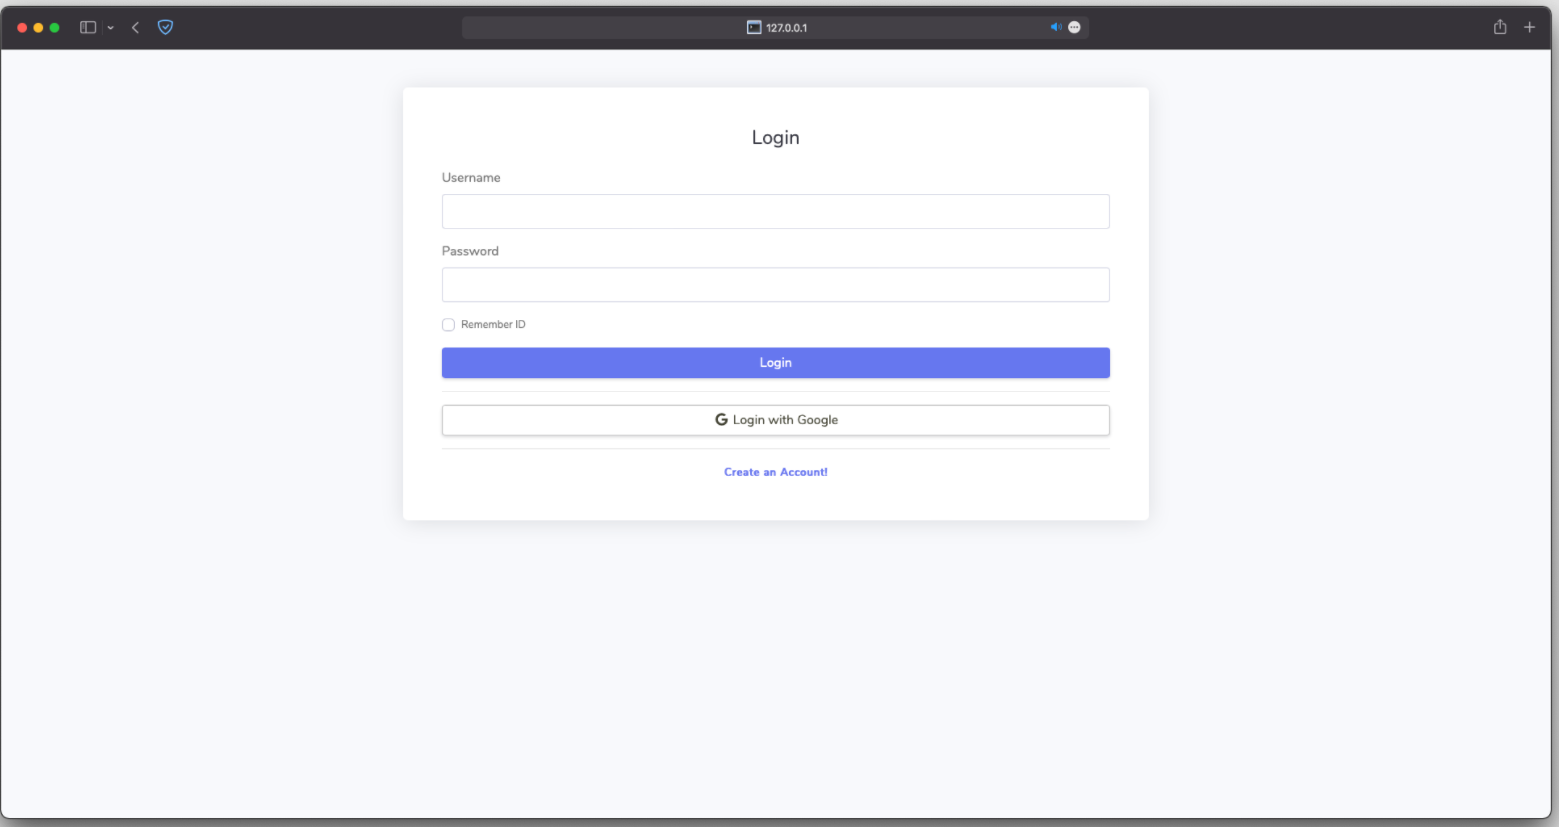 127.0.0.1
Login
Username
Password
Remember ID
Login
G Login with Google
Create an Account!